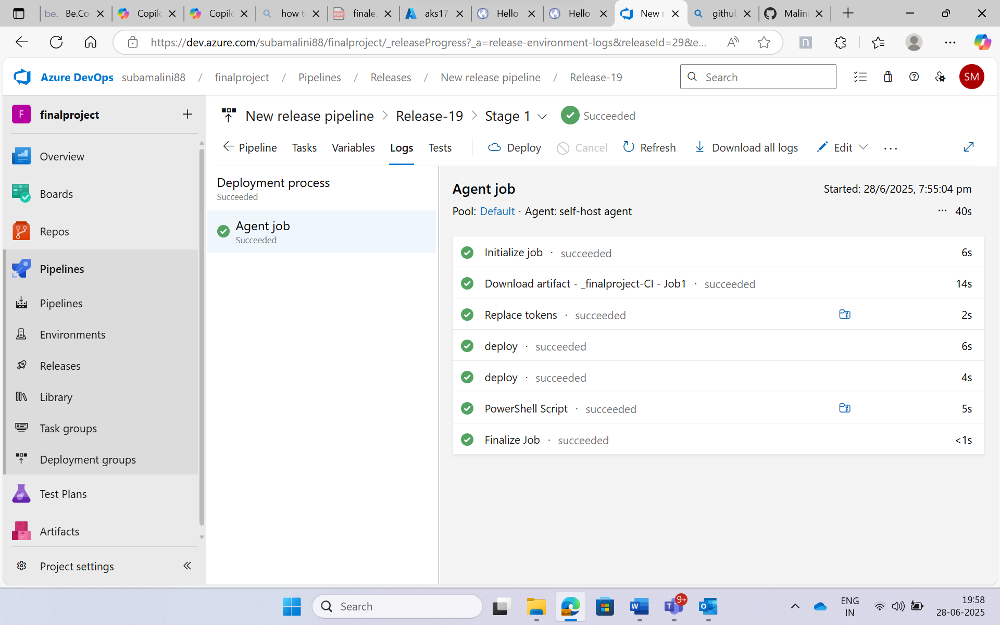 be. Be.Co Copilo Copilo how t finale. aks17 Hello Hello New r github Malini
https://dev.azure.com/subamalini88/finalproject/_releaseProgress?_a=release-environment-logs&releaseId=29&e...
Azure DevOps subamalini88 / finalproject / Pipelines / Releases / New release pipeline / Release-19
Search
SM
F finalproject
Overview
Boards
Repos
Pipelines
Pipelines
Environments
Releases
Library
Task groups
Deployment groups
Test Plans
Artifacts
Project settings
New release pipeline > Release-19 > Stage 1 Succeeded
Pipeline Tasks Variables Logs Tests Deploy Cancel Refresh Download all logs Edit ...
Deployment process
Succeeded
Agent job
Succeeded
Agent job Started: 28/6/2025, 7:55:04 pm
Pool: Default · Agent: self-host agent ... 40s
Initialize job · succeeded 6s
Download artifact - _finalproject-CI - Job1 · succeeded 14s
Replace tokens · succeeded 2s
deploy · succeeded 6s
deploy · succeeded 4s
PowerShell Script · succeeded 5s
Finalize Job · succeeded <1s
Search
9+
ENG
IN
19:58
28-06-2025